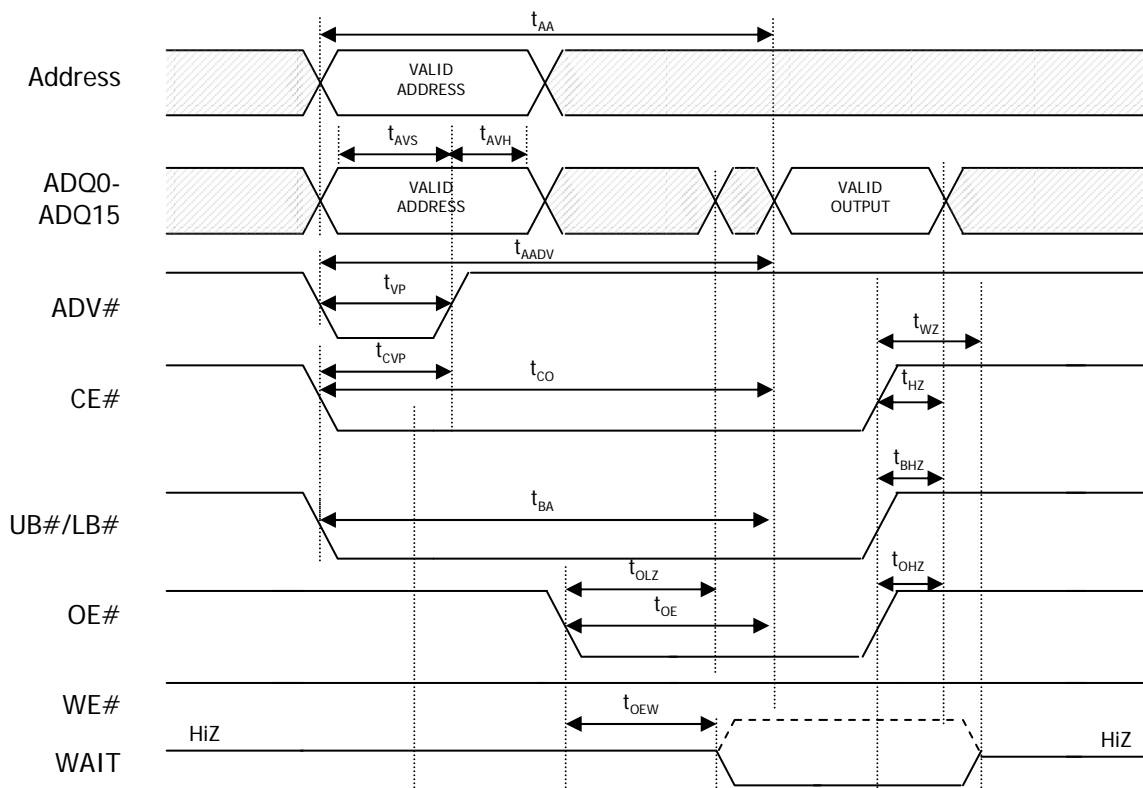 tAA
Address
VALID
ADDRESS
tAVS
tAVH
ADQ0-
ADQ15
VALID
ADDRESS
VALID
OUTPUT
tAADV
ADV#
tVP
tWZ
tCVP
tCO
CE#
tHZ
tBHZ
UB#/LB#
tBA
tOLZ
tOHZ
OE#
tOE
WE#
tOEW
HiZ
HiZ
WAIT